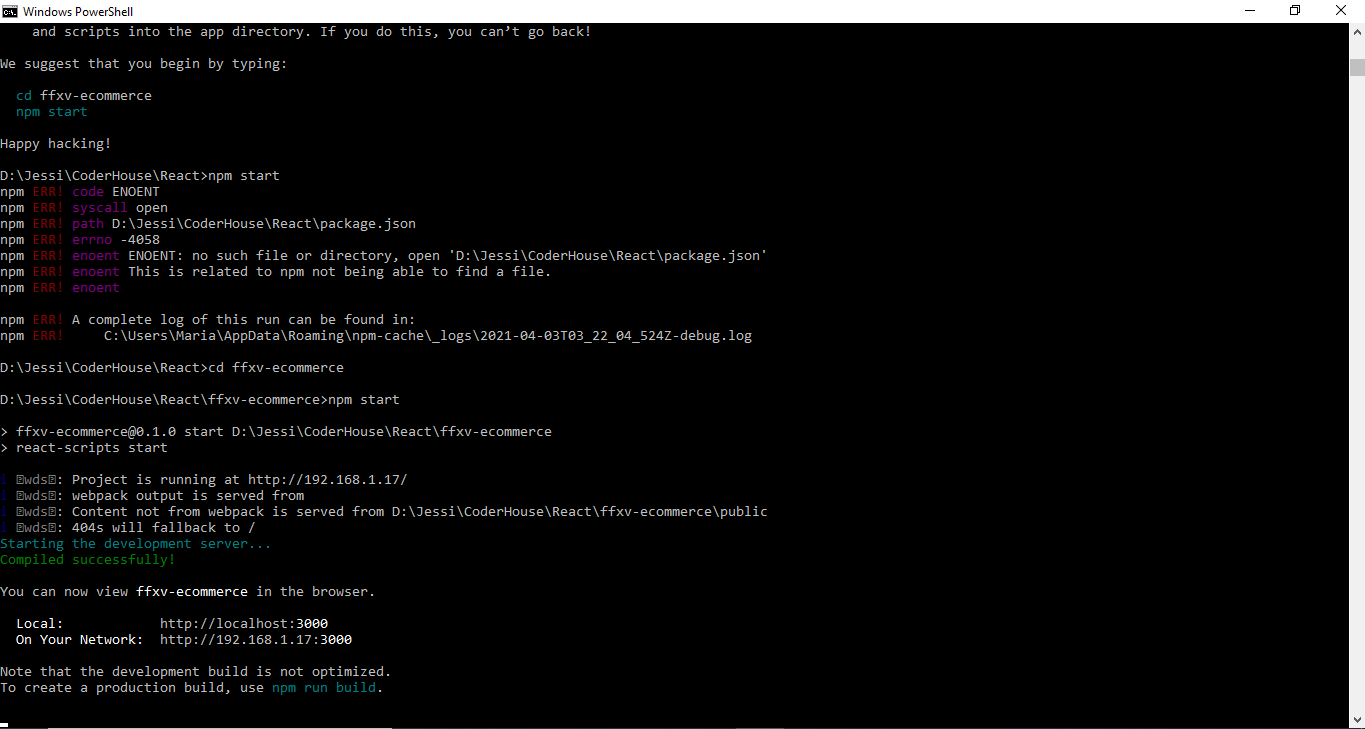 Windows PowerShell
and scripts into the app directory. If you do this, you can’t go back!
We suggest that you begin by typing:
cd ffxv-ecommerce
npm start
Happy hacking!
D:\Jessi\CoderHouse\React>npm start
npm ERR! code ENOENT
npm ERR! syscall open
npm ERR! path D:\Jessi\CoderHouse\React\package.json
npm ERR! errno -4058
npm ERR! enoent ENOENT: no such file or directory, open 'D:\Jessi\CoderHouse\React\package.json'
npm ERR! enoent This is related to npm not being able to find a file.
npm ERR! enoent
npm ERR! A complete log of this run can be found in:
npm ERR!     C:\Users\Maria\AppData\Roaming\npm-cache\_logs\2021-04-03T03_22_04_524Z-debug.log
D:\Jessi\CoderHouse\React>cd ffxv-ecommerce
D:\Jessi\CoderHouse\React\ffxv-ecommerce>npm start
> ffxv-ecommerce@0.1.0 start D:\Jessi\CoderHouse\React\ffxv-ecommerce
> react-scripts start
i wds: Project is running at http://192.168.1.17/
i wds: webpack output is served from
i wds: Content not from webpack is served from D:\Jessi\CoderHouse\React\ffxv-ecommerce\public
i wds: 404s will fallback to /
Starting the development server...
Compiled successfully!
You can now view ffxv-ecommerce in the browser.
Local:            http://localhost:3000
On Your Network:  http://192.168.1.17:3000
Note that the development build is not optimized.
To create a production build, use npm run build.